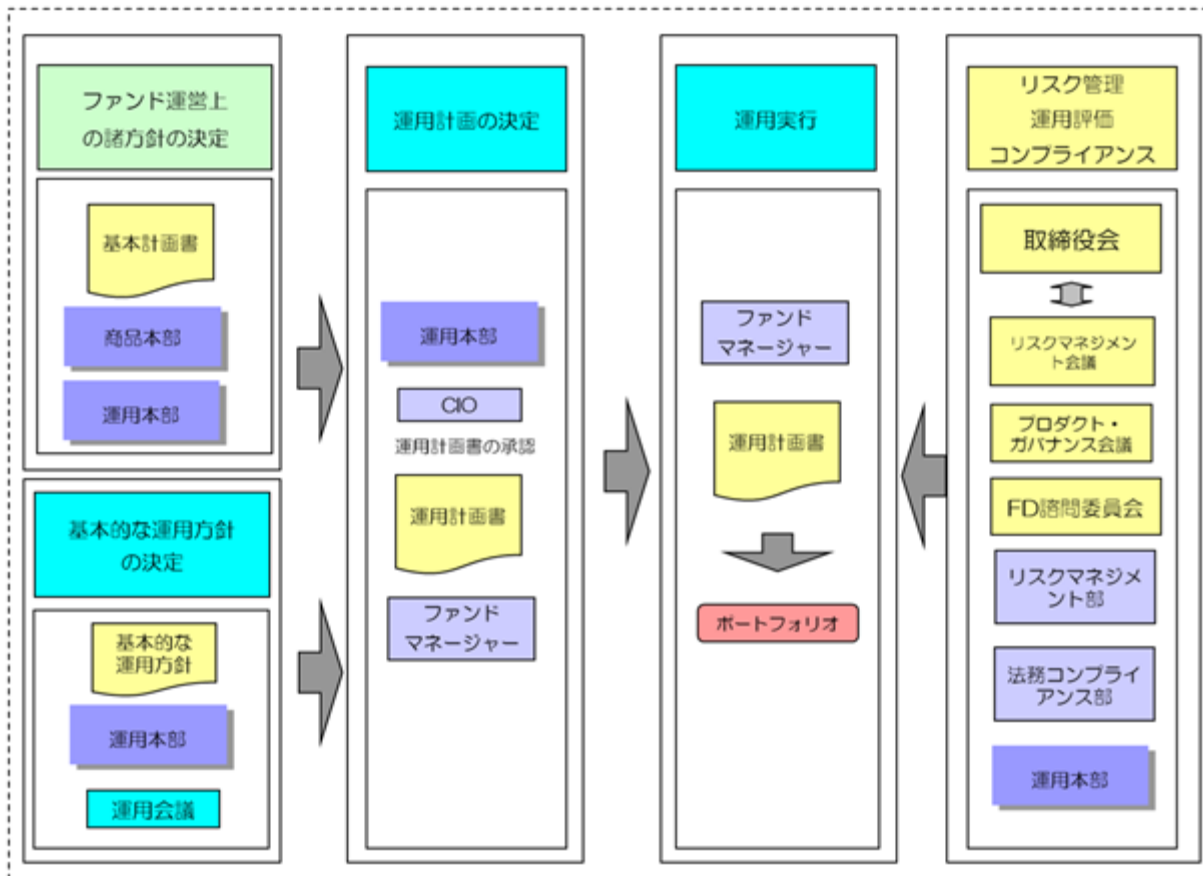 ファンド運営上
の諸方針の決定
基本計画書
商品本部
運用本部
基本的な運用方針
の決定
基本的な
運用方針
運用本部
運用会議
運用計画の決定
運用本部
CIO
運用計画書の承認
運用計画書
ファンド
マネージャー
運用実行
ファンド
マネージャー
運用計画書
ポートフォリオ
リスク管理
運用評価
コンプライアンス
取締役会
リスクマネジメン
ト会議
プロダクト・
ガバナンス会議
FD諮問委員会
リスクマネジメ
ント部
法務コンプライ
アンス部
運用本部